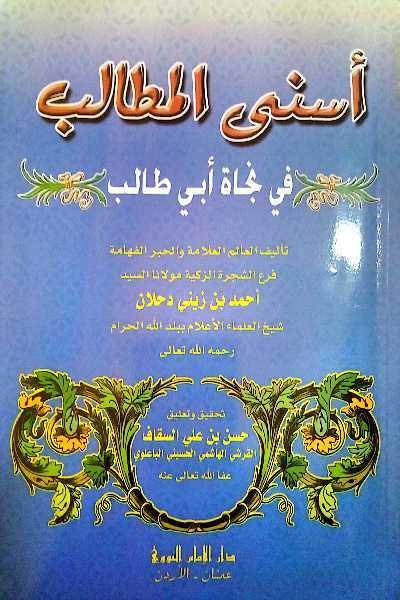 أسنى المطالب
في نجاة أبي طالب
تأليف العالم العلامة والحبر الفهامة
فرع الشجرة الزكية مولانا السيد
أحمد بن زيني دحلان
شيخ العلماء الأعلام ببلد الله الحرام
رحمه الله تعالى
تحقيق وتعليق
حسن بن علي السقاف
القرشي الهاشمي الحسيني الباعلوي
عفا الله تعالى عنه
دار الإمام النووي
عمان - الأردن